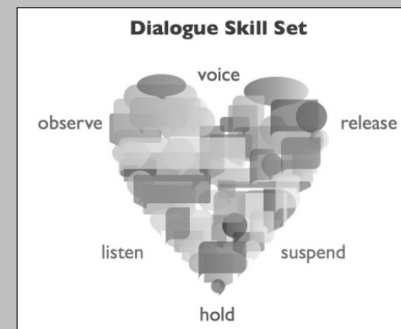 Dialogue Skill Set
voice
observe
release
listen
suspend
hold